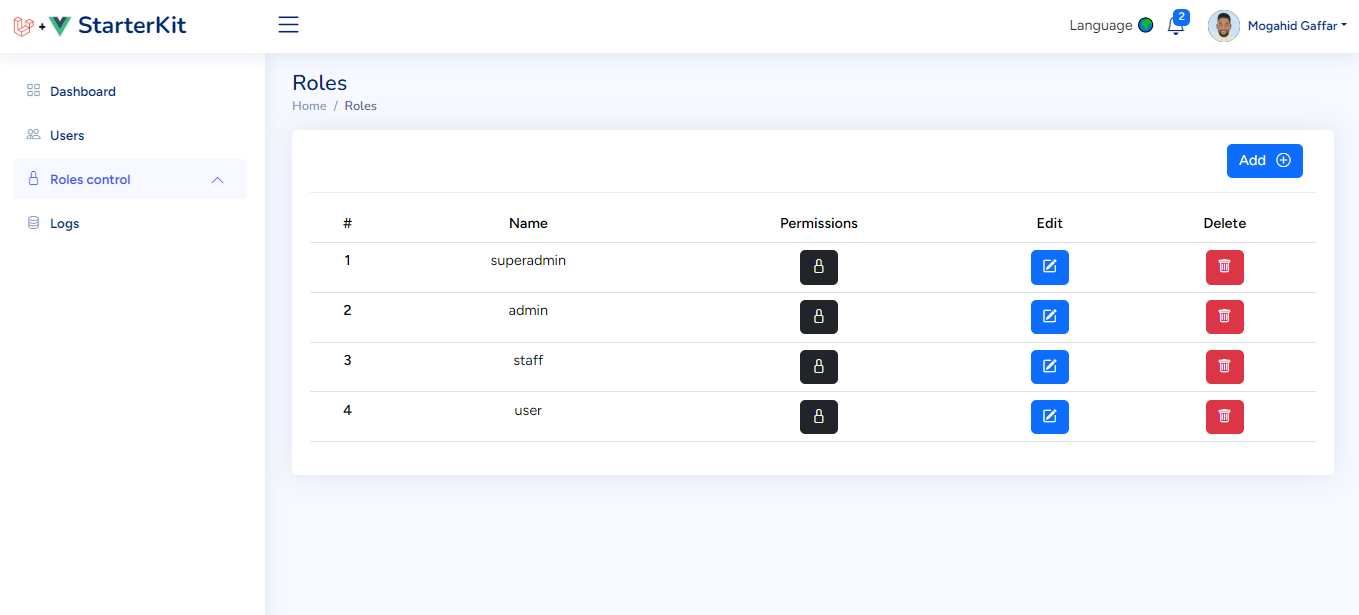 + StarterKit
Language 2 Mogahid Gaffar
Dashboard
Users
Roles control
Logs
Roles
Home / Roles
Add
# Name Permissions Edit Delete
1 superadmin
2 admin
3 staff
4 user